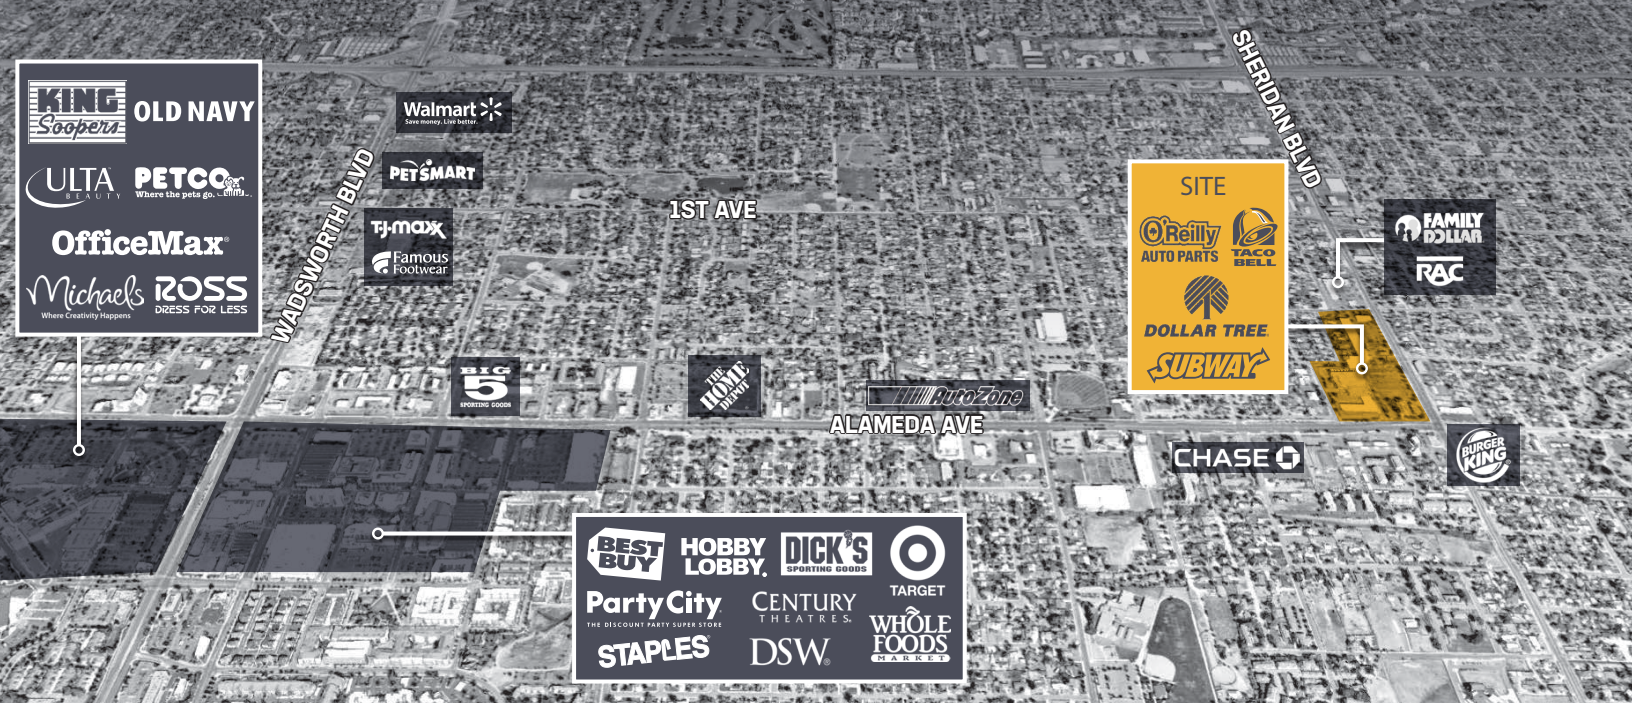 SHERIDAN BLVD
WADSWORTH BLVD
1ST AVE
ALAMEDA AVE
KING
Soopers
OLD NAVY
ULTA
BEAUTY
PETCO
Where the pets go.
OfficeMax®
Michaels
Where Creativity Happens
ROSS
DRESS FOR LESS
Walmart
Save money. Live better.
PETSMART
T.J.maxx
Famous
Footwear
BIG
5
SPORTING GOODS
THE
HOME
DEPOT
AutoZone
SITE
O'Reilly
AUTO PARTS
TACO
BELL
DOLLAR TREE
SUBWAY
FAMILY
DOLLAR
RAC
CHASE
BURGER
KING
BEST
BUY
HOBBY
LOBBY.
DICK'S
SPORTING GOODS
TARGET
PartyCity
THE DISCOUNT PARTY SUPER STORE
CENTURY
THEATRES®
WHOLE
FOODS
MARKET
STAPLES
DSW®